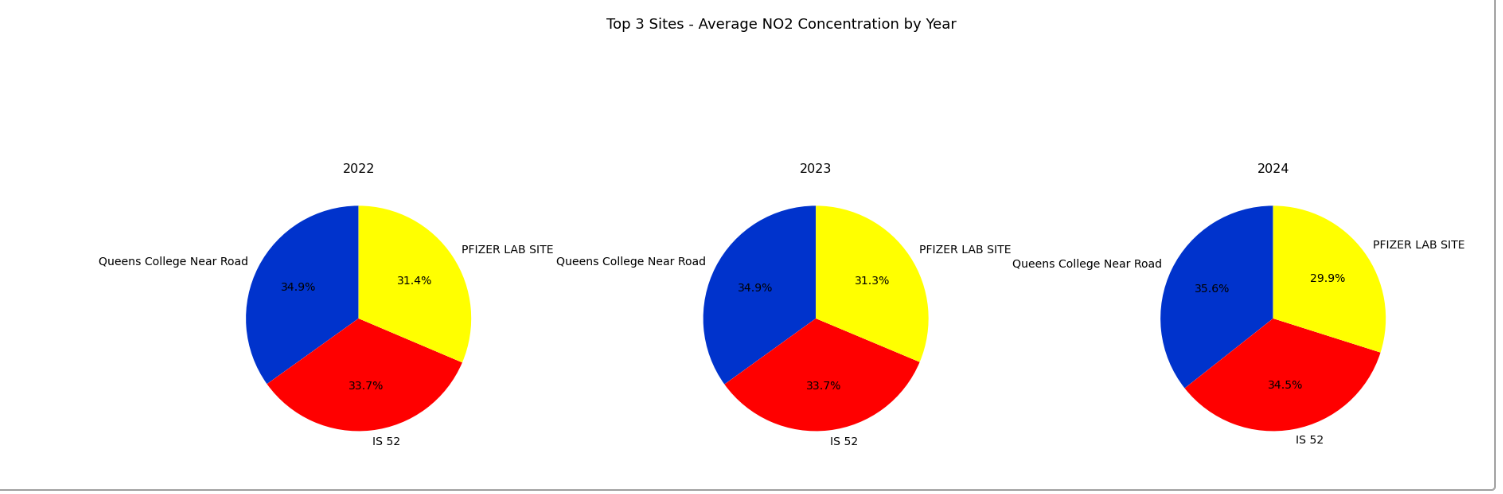 Top 3 Sites - Average NO2 Concentration by Year
2022
Queens College Near Road
PFIZER LAB SITE
34.9%
31.4%
33.7%
IS 52
2023
Queens College Near Road
PFIZER LAB SITE
34.9%
31.3%
33.7%
IS 52
2024
Queens College Near Road
PFIZER LAB SITE
35.6%
29.9%
34.5%
IS 52